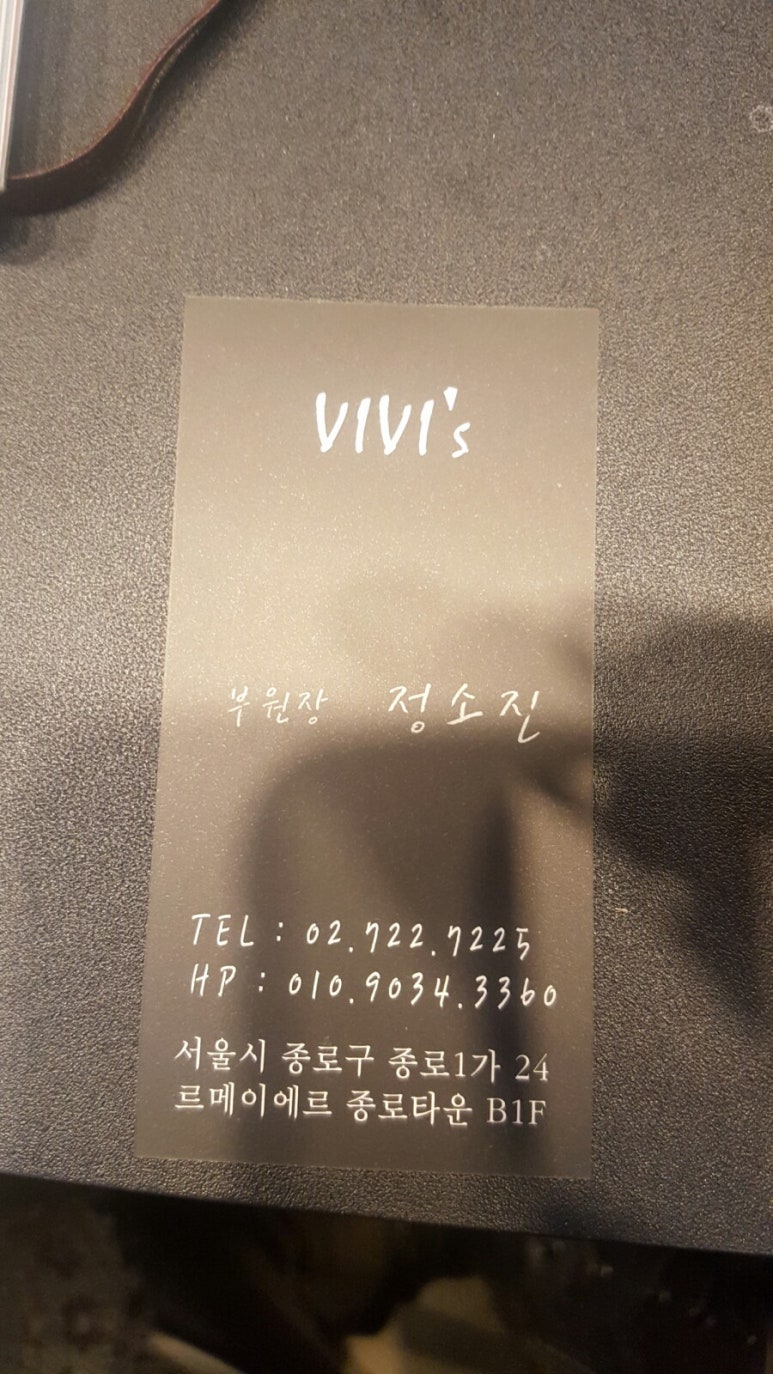 VIVI's
부원장 정소진
TEL : 02.722.7225
HP : 010.9034.3360
서울시 종로구 종로1가 24
르메이에르 종로타운 B1F